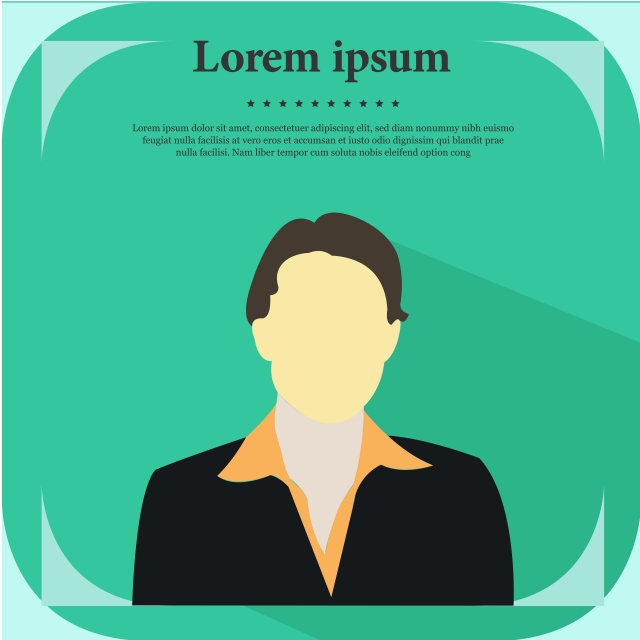 Lorem ipsum
Lorem ipsum dolor sit amet, consectetuer adipiscing elit, sed diam nonummy nibh euismo
feugiat nulla facilisis at vero eros et accumsan et iusto odio dignissim qui blandit prae
nulla facilisi. Nam liber tempor cum soluta nobis eleifend option cong